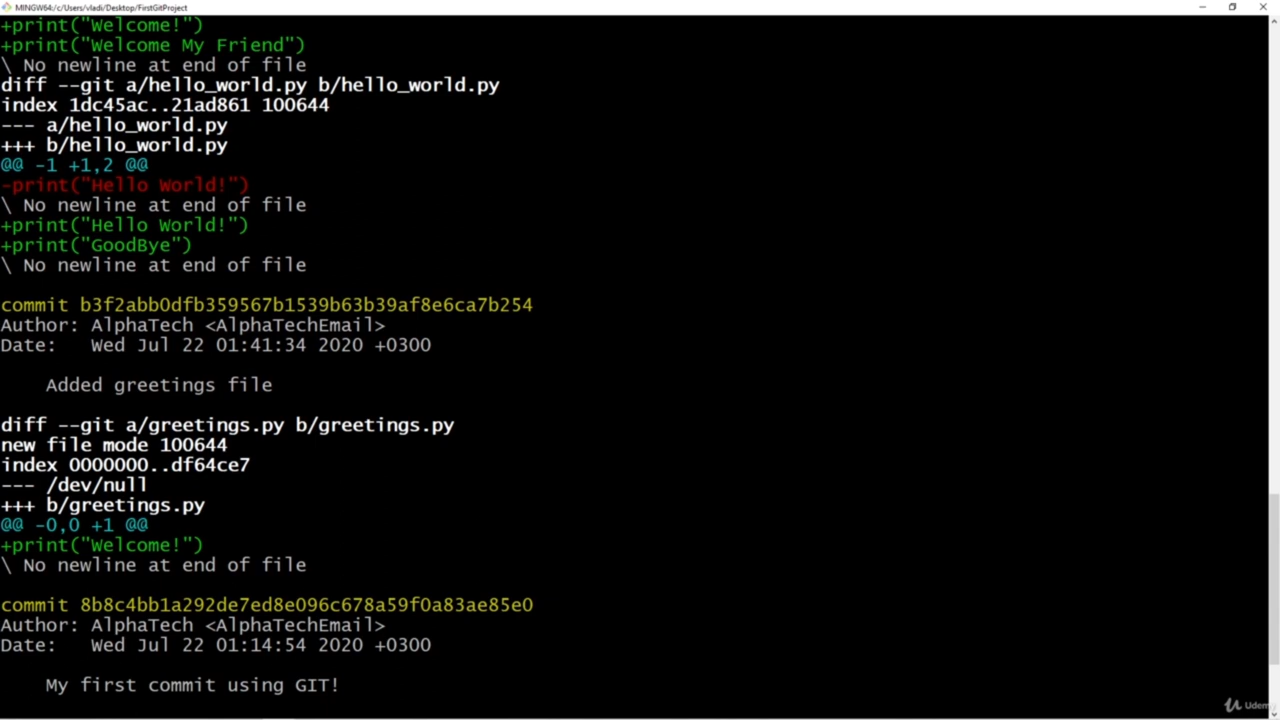 MINGW64:/c/Users/vladi/Desktop/FirstGitProject
+print("Welcome!")
+print("Welcome My Friend")
\ No newline at end of file
diff --git a/hello_world.py b/hello_world.py
index 1dc45ac..21ad861 100644
--- a/hello_world.py
+++ b/hello_world.py
@@ -1 +1,2 @@
-print("Hello World!")
\ No newline at end of file
+print("Hello World!")
+print("GoodBye")
\ No newline at end of file
commit b3f2abb0dfb359567b1539b63b39af8e6ca7b254
Author: AlphaTech <AlphaTechEmail>
Date:   Wed Jul 22 01:41:34 2020 +0300
    Added greetings file
diff --git a/greetings.py b/greetings.py
new file mode 100644
index 0000000..df64ce7
--- /dev/null
+++ b/greetings.py
@@ -0,0 +1 @@
+print("Welcome!")
\ No newline at end of file
commit 8b8c4bb1a292de7ed8e096c678a59f0a83ae85e0
Author: AlphaTech <AlphaTechEmail>
Date:   Wed Jul 22 01:14:54 2020 +0300
    My first commit using GIT!
Udemy